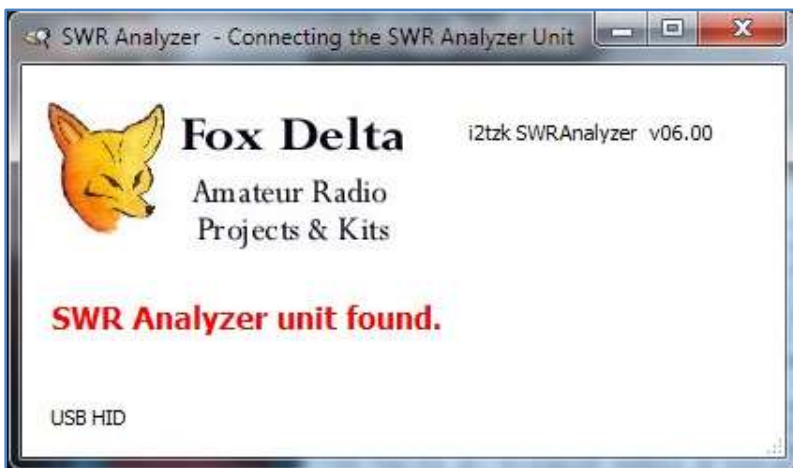 SWR Analyzer - Connecting the SWR Analyzer Unit
Fox Delta
i2tzk SWRAnalyzer v06.00
Amateur Radio
Projects & Kits
SWR Analyzer unit found.
USB HID